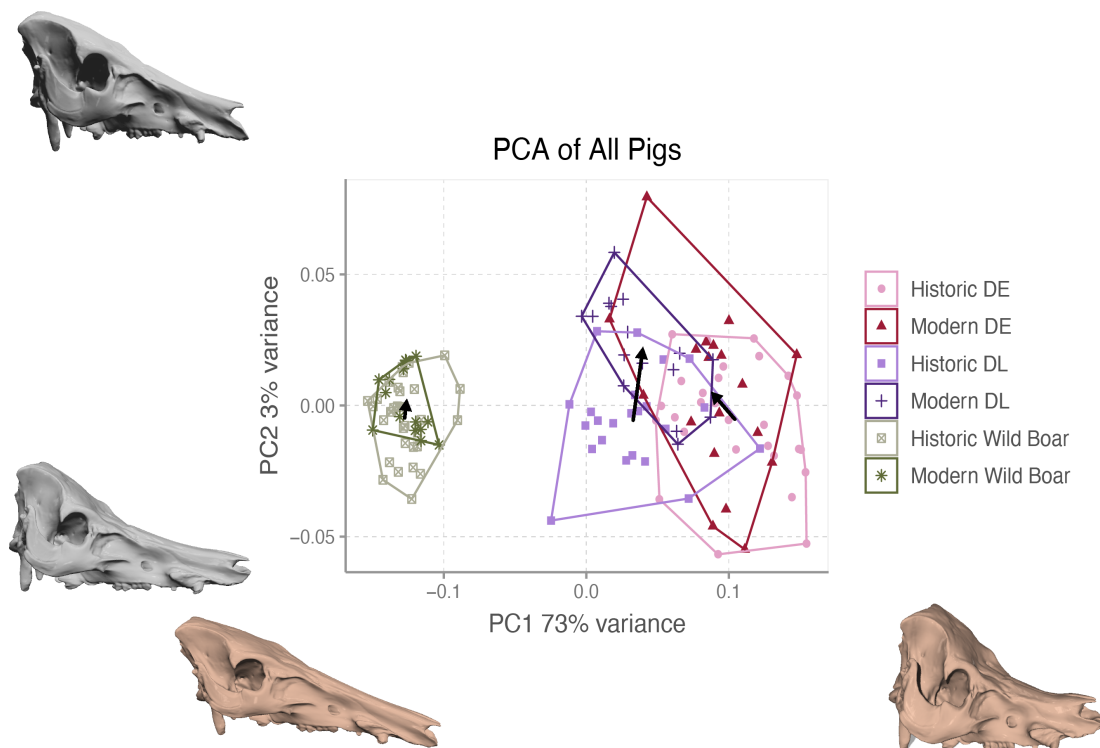 PCA of All Pigs
PC2 3% variance
0.05
0.00
−0.05
−0.1
0.0
0.1
PC1 73% variance
Historic DE
Modern DE
Historic DL
Modern DL
Historic Wild Boar
Modern Wild Boar